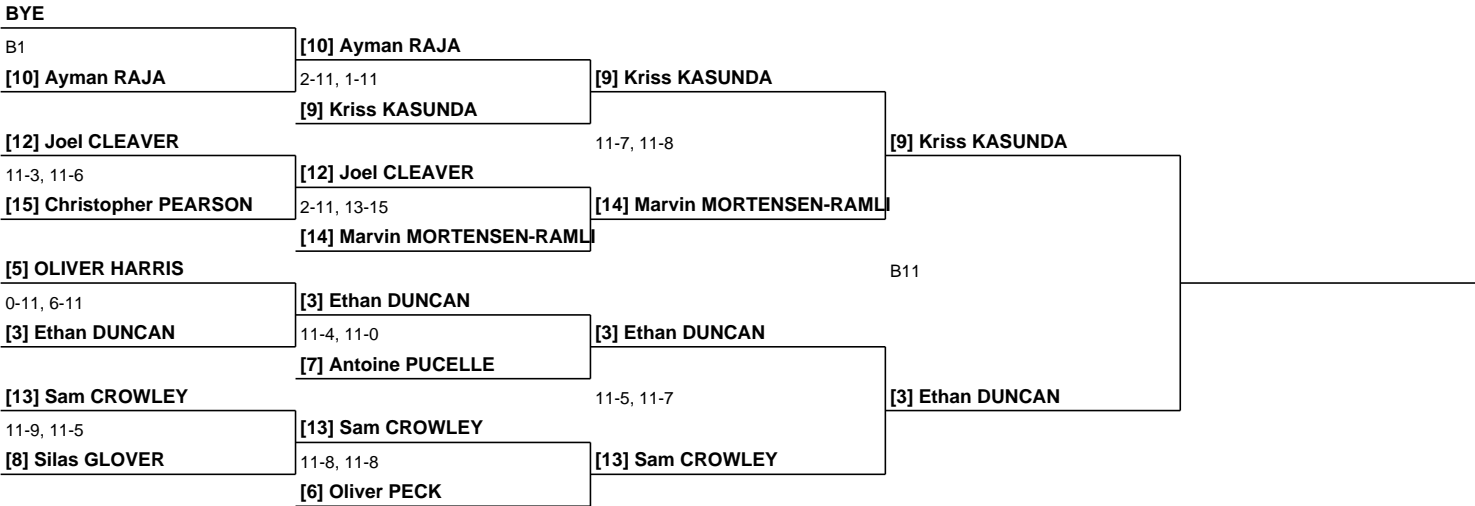 BYE
B1
[10] Ayman RAJA
[12] Joel CLEAVER
11-3, 11-6
[15] Christopher PEARSON
[5] OLIVER HARRIS
0-11, 6-11
[3] Ethan DUNCAN
[13] Sam CROWLEY
11-9, 11-5
[8] Silas GLOVER
[10] Ayman RAJA
2-11, 1-11
[9] Kriss KASUNDA
[12] Joel CLEAVER
2-11, 13-15
[14] Marvin MORTENSEN-RAMLI
[3] Ethan DUNCAN
11-4, 11-0
[7] Antoine PUCELLE
[13] Sam CROWLEY
11-8, 11-8
[6] Oliver PECK
[9] Kriss KASUNDA
11-7, 11-8
[14] Marvin MORTENSEN-RAMLI
[3] Ethan DUNCAN
11-5, 11-7
[13] Sam CROWLEY
[9] Kriss KASUNDA
B11
[3] Ethan DUNCAN